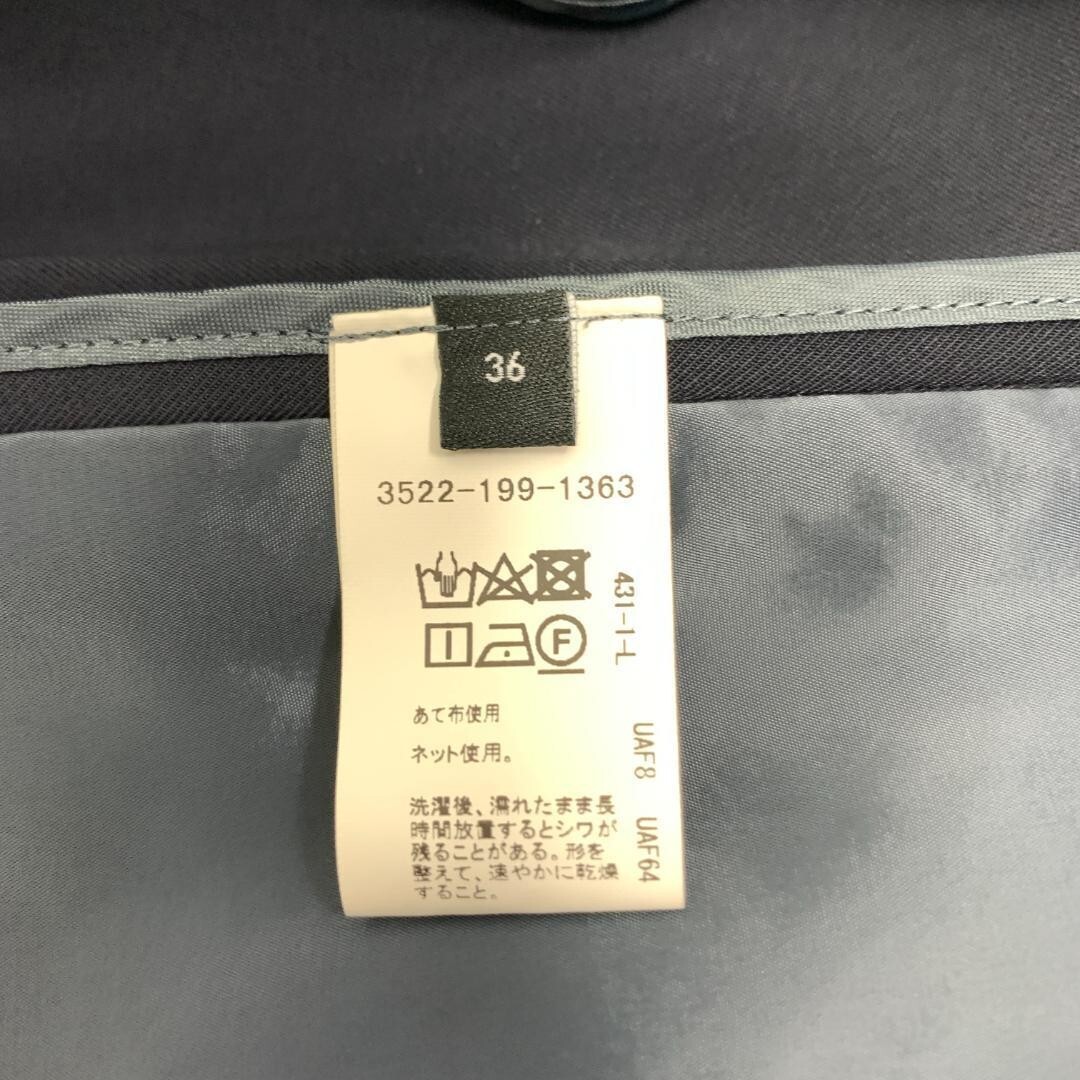 36
3522-199-1363
F
431-1-L
あて布使用
ネット使用。
UAF8 UAF64
洗濯後、濡れたまま長
時間放置するとシワが
残ることがある。形を
整えて、速やかに乾燥
すること。